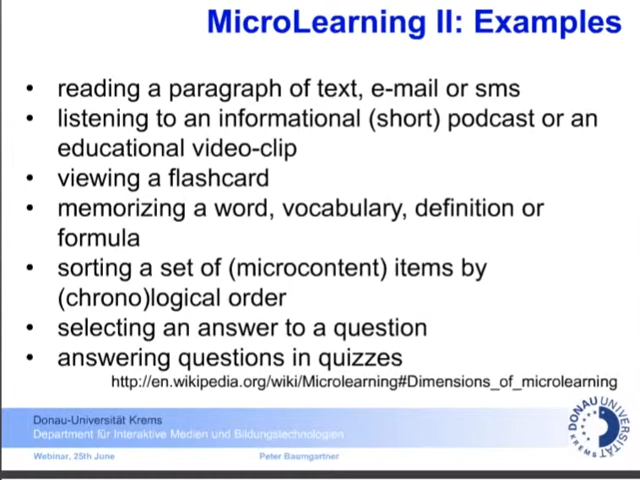 MicroLearning II: Examples
• reading a paragraph of text, e-mail or sms
• listening to an informational (short) podcast or an
educational video-clip
• viewing a flashcard
• memorizing a word, vocabulary, definition or
formula
• sorting a set of (microcontent) items by
(chrono)logical order
• selecting an answer to a question
• answering questions in quizzes
http://en.wikipedia.org/wiki/Microlearning#Dimensions_of_microlearning
Donau-Universität Krems
Department für Interaktive Medien und Bildungstechnologien
Webinar, 25th June
Peter Baumgartner
DONAU UNIVERSITÄT KREMS